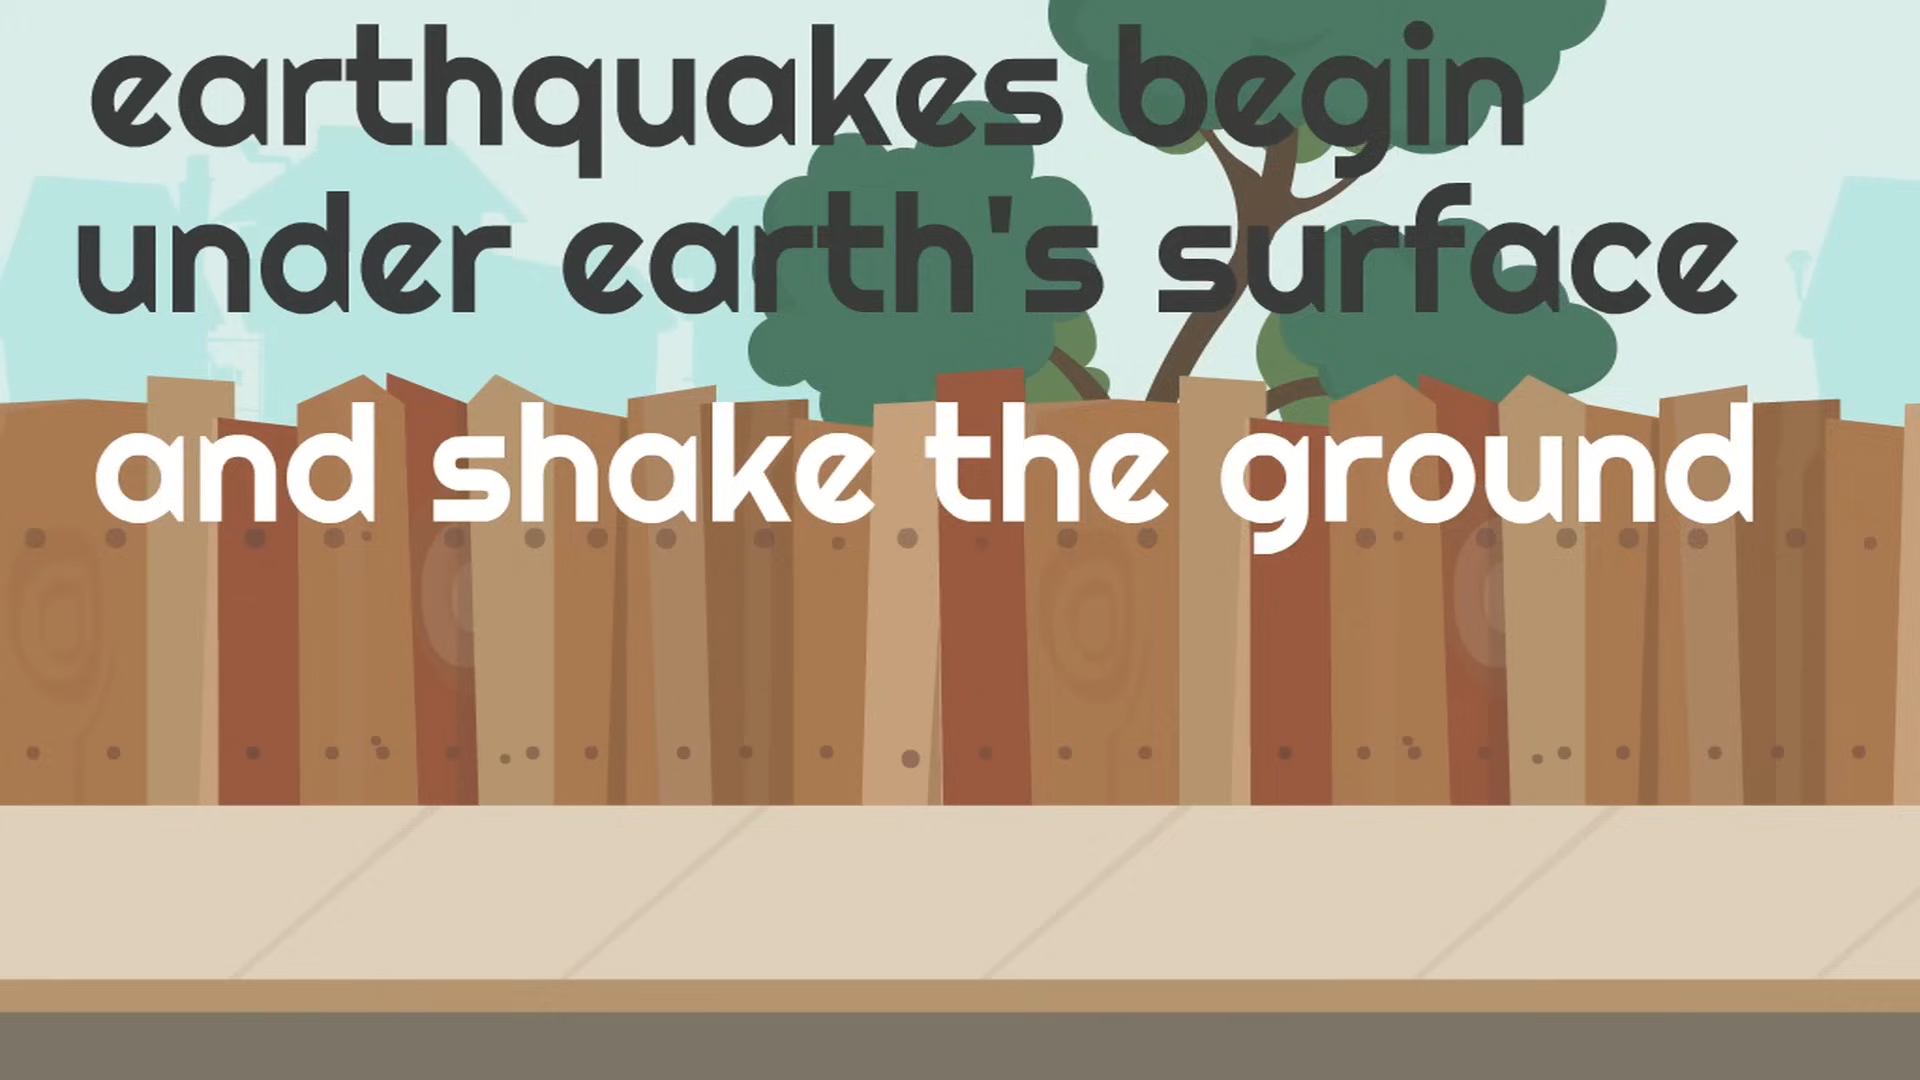 earthquakes begin
under earth's surface
and shake the ground